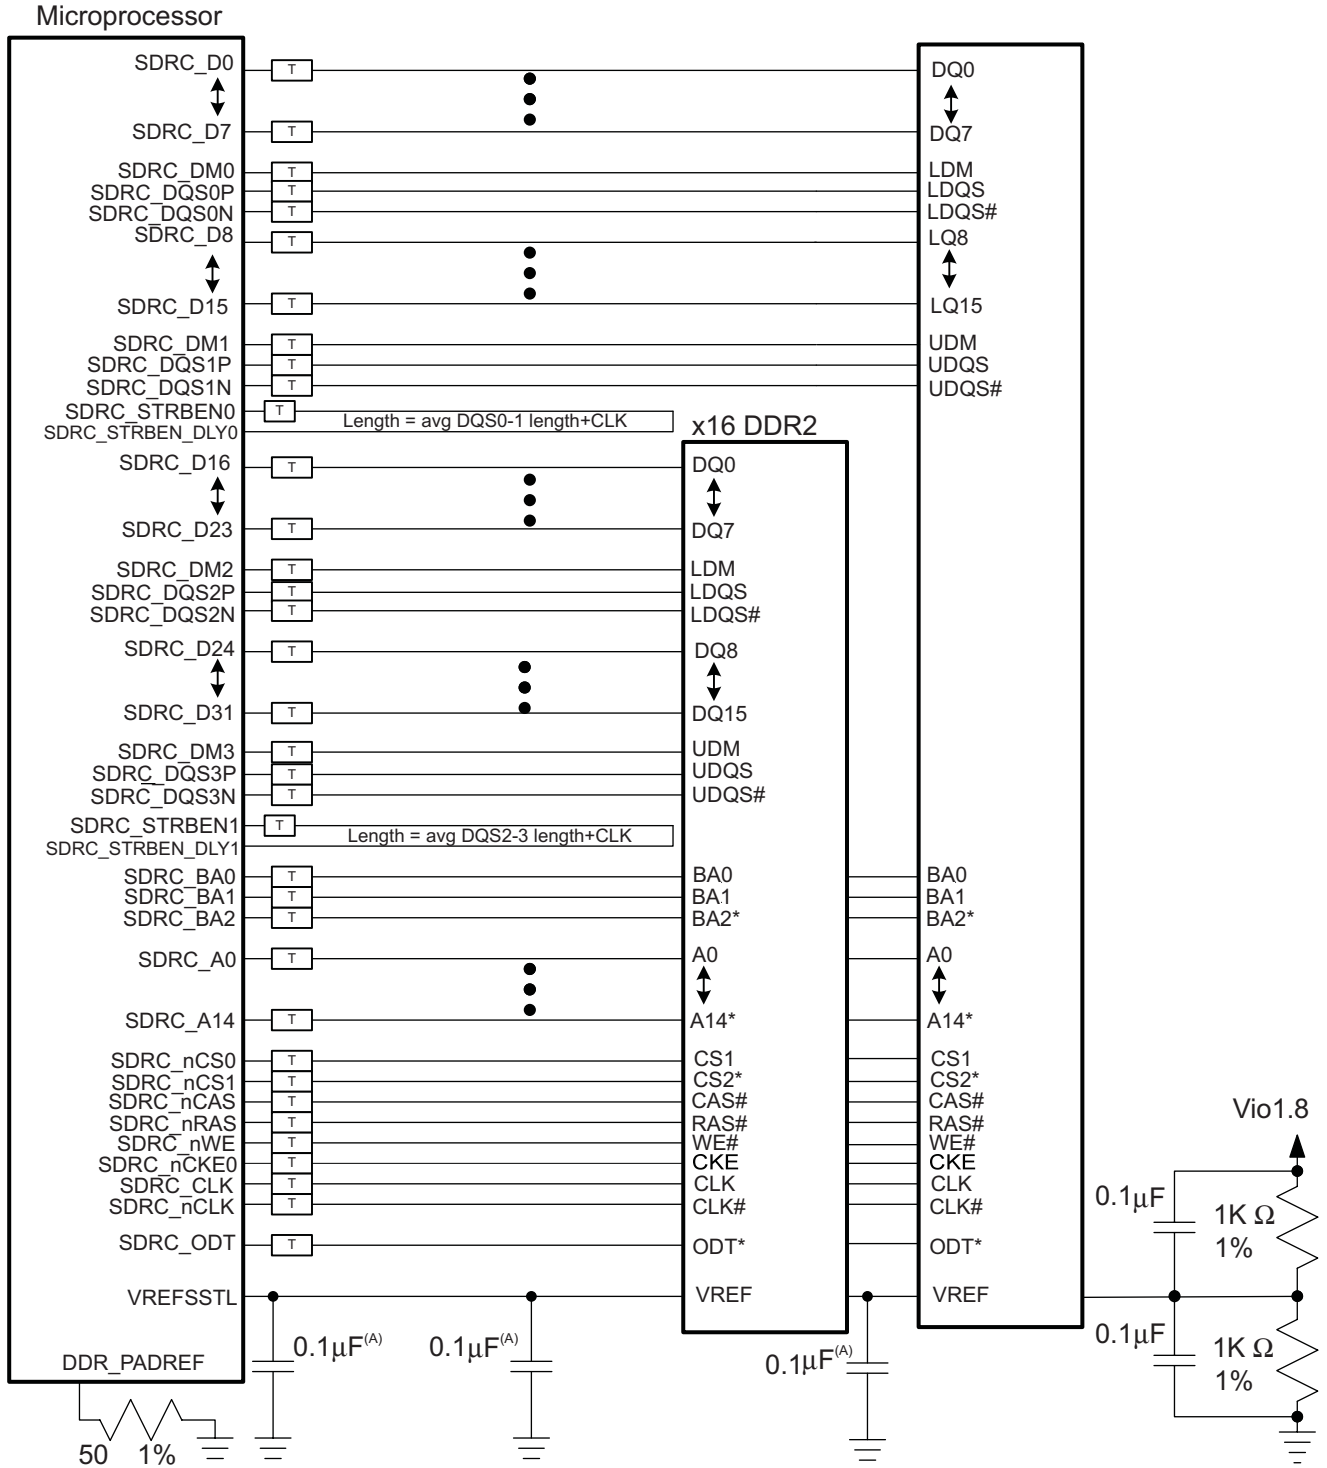 Microprocessor
SDRC_D0 T DQ0
SDRC_D7 T DQ7
SDRC_DM0 T LDM
SDRC_DQS0P T LDQS
SDRC_DQS0N T LDQS#
SDRC_D8 T LQ8
SDRC_D15 T LQ15
SDRC_DM1 T UDM
SDRC_DQS1P T UDQS
SDRC_DQS1N T UDQS#
SDRC_STRBEN0 T
Length = avg DQS0-1 length+CLK
SDRC_STRBEN_DLY0
x16 DDR2
SDRC_D16 T DQ0
SDRC_D23 T DQ7
SDRC_DM2 T LDM
SDRC_DQS2P T LDQS
SDRC_DQS2N T LDQS#
SDRC_D24 T DQ8
SDRC_D31 T DQ15
SDRC_DM3 T UDM
SDRC_DQS3P T UDQS
SDRC_DQS3N T UDQS#
SDRC_STRBEN1 T
Length = avg DQS2-3 length+CLK
SDRC_STRBEN_DLY1
SDRC_BA0 T BA0 BA0
SDRC_BA1 T BA1 BA1
SDRC_BA2 T BA2* BA2*
SDRC_A0 T A0 A0
SDRC_A14 T A14* A14*
SDRC_nCS0 T CS1 CS1
SDRC_nCS1 T CS2* CS2*
SDRC_nCAS T CAS# CAS#
SDRC_nRAS T RAS# RAS#
SDRC_nWE T WE# WE#
SDRC_nCKE0 T CKE CKE
SDRC_CLK T CLK CLK
SDRC_nCLK T CLK# CLK#
SDRC_ODT T ODT* ODT*
VREFSSTL VREF VREF
Vio1.8
0.1μF 1K Ω
1%
0.1μF 1K Ω
1%
0.1μF(A) 0.1μF(A) 0.1μF(A)
DDR_PADREF
50 1%